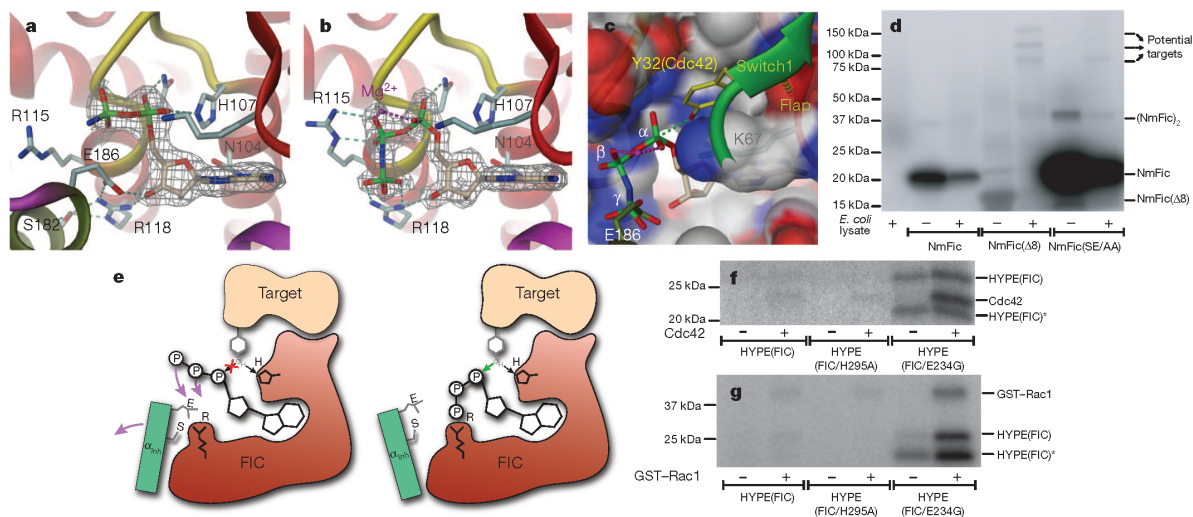 a
R115
E186
H107
N104
S182
R118
b
Mg2+
R115
H107
N104
R118
c
Y32(Cdc42)
Switch1
Flap
K67
α
β
γ
E186
d
150 kDa
100 kDa
75 kDa
50 kDa
37 kDa
25 kDa
20 kDa
15 kDa
Potential
targets
(NmFic)2
NmFic
NmFic(Δ8)
E. coli
lysate
+ – + – + – +
NmFic NmFic(Δ8) NmFic(SE/AA)
e
Target
P P P
H
E
S
R
αinh
FIC
Target
P
P
P
H
E
S
R
αinh
FIC
f
25 kDa
20 kDa
HYPE(FIC)
Cdc42
HYPE(FIC)*
Cdc42 – + – + – +
HYPE(FIC) HYPE HYPE
(FIC/H295A) (FIC/E234G)
g
37 kDa
25 kDa
GST–Rac1
HYPE(FIC)
HYPE(FIC)*
GST–Rac1 – + – + – +
HYPE(FIC) HYPE HYPE
(FIC/H295A) (FIC/E234G)